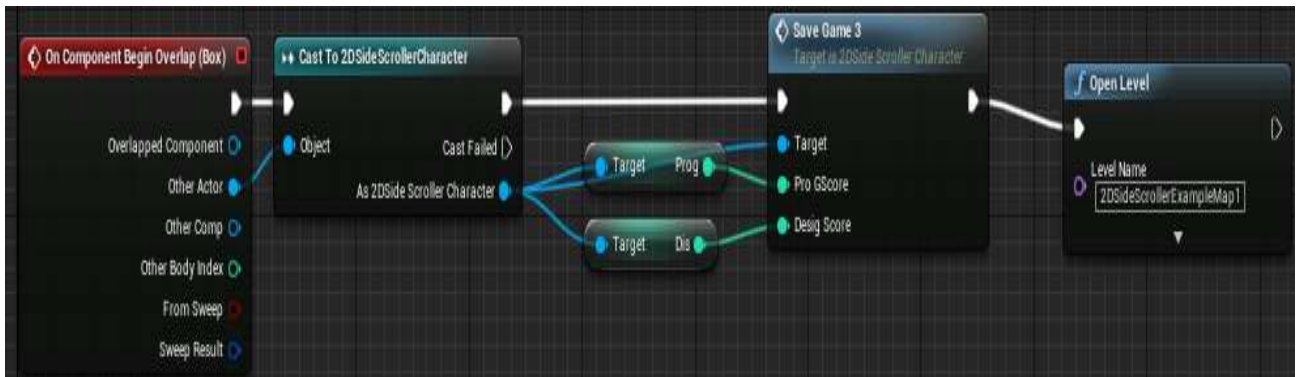 On Component Begin Overlap (Box)
Overlapped Component
Other Actor
Other Comp
Other Body Index
From Sweep
Sweep Result
Cast To 2DSideScrollerCharacter
Object
Cast Failed
As 2DSide Scroller Character
Target Prog
Target Dis
Save Game 3
Target is 2DSide Scroller Character
Target
Pro GScore
Desig Score
Open Level
Level Name
2DSideScrollerExampleMap1